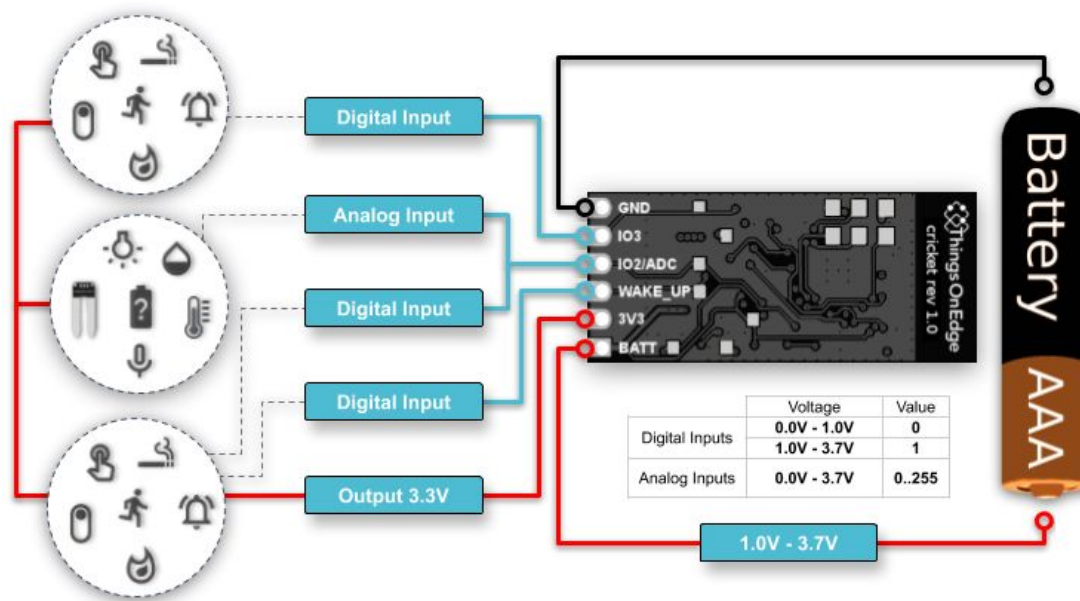 Digital Input
Analog Input
Digital Input
Digital Input
Output 3.3V
GND
IO3
IO2/ADC
WAKE_UP
3V3
BATT
ThingsOnEdge
cricket rev 1.0
Battery
AAA
?
Voltage Value
Digital Inputs 0.0V - 1.0V 0
1.0V - 3.7V 1
Analog Inputs 0.0V - 3.7V 0..255
1.0V - 3.7V